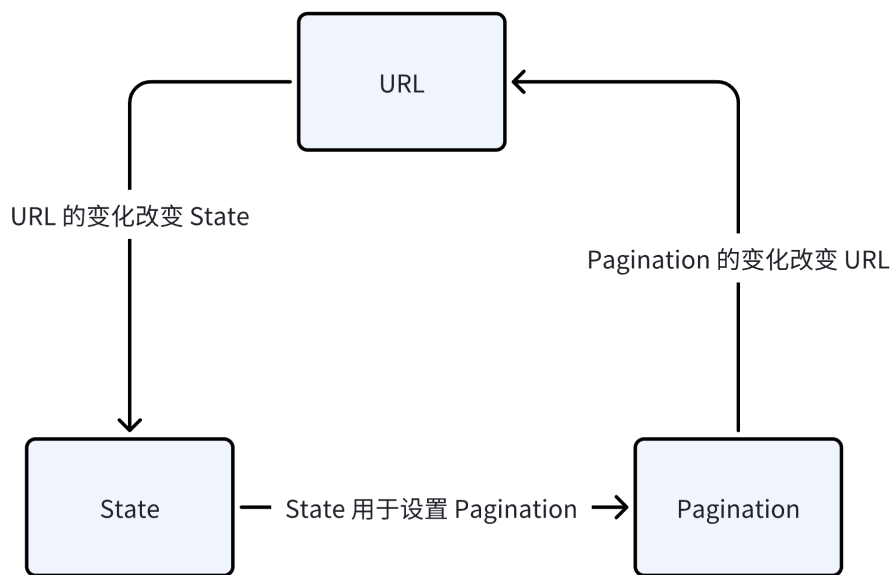 URL
URL 的变化改变 State
Pagination 的变化改变 URL
State
State 用于设置 Pagination
Pagination